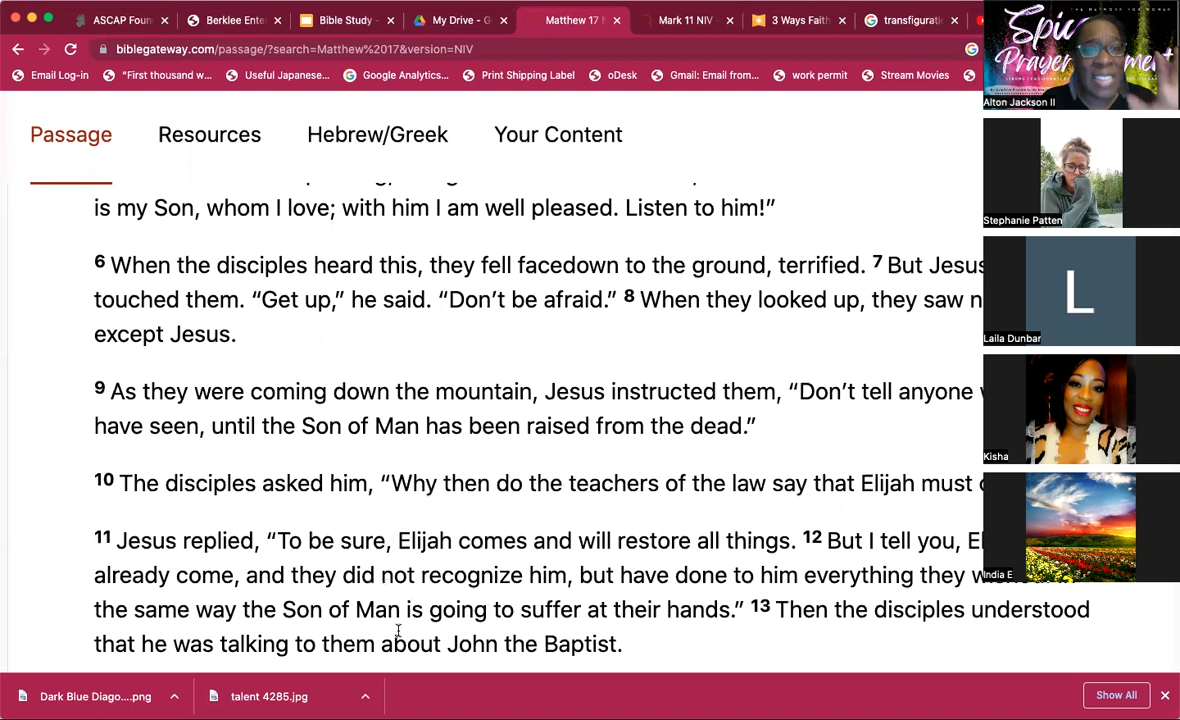 ASCAP Foun
Berklee Ente
Bible Study -
My Drive - G
Matthew 17 N
Mark 11 NIV -
3 Ways Faith
transfigurati
biblegateway.com/passage/?search=Matthew%2017&version=NIV
Email Log-in
"First thousand w...
Useful Japanese...
Google Analytics...
Print Shipping Label
oDesk
Gmail: Email from...
work permit
Stream Movies
Passage
Resources
Hebrew/Greek
Your Content
is my Son, whom I love; with him I am well pleased. Listen to him!”
6 When the disciples heard this, they fell facedown to the ground, terrified. 7 But Jesus
touched them. “Get up,” he said. “Don’t be afraid.” 8 When they looked up, they saw n
except Jesus.
9 As they were coming down the mountain, Jesus instructed them, “Don’t tell anyone
have seen, until the Son of Man has been raised from the dead.”
10 The disciples asked him, “Why then do the teachers of the law say that Elijah must
11 Jesus replied, “To be sure, Elijah comes and will restore all things. 12 But I tell you, El
already come, and they did not recognize him, but have done to him everything they
the same way the Son of Man is going to suffer at their hands.” 13 Then the disciples understood
that he was talking to them about John the Baptist.
Dark Blue Diago....png
talent 4285.jpg
Show All
Epic
Prayer
Alton Jackson II
Stephanie Patten
L
Laila Dunbar
Kisha
India E